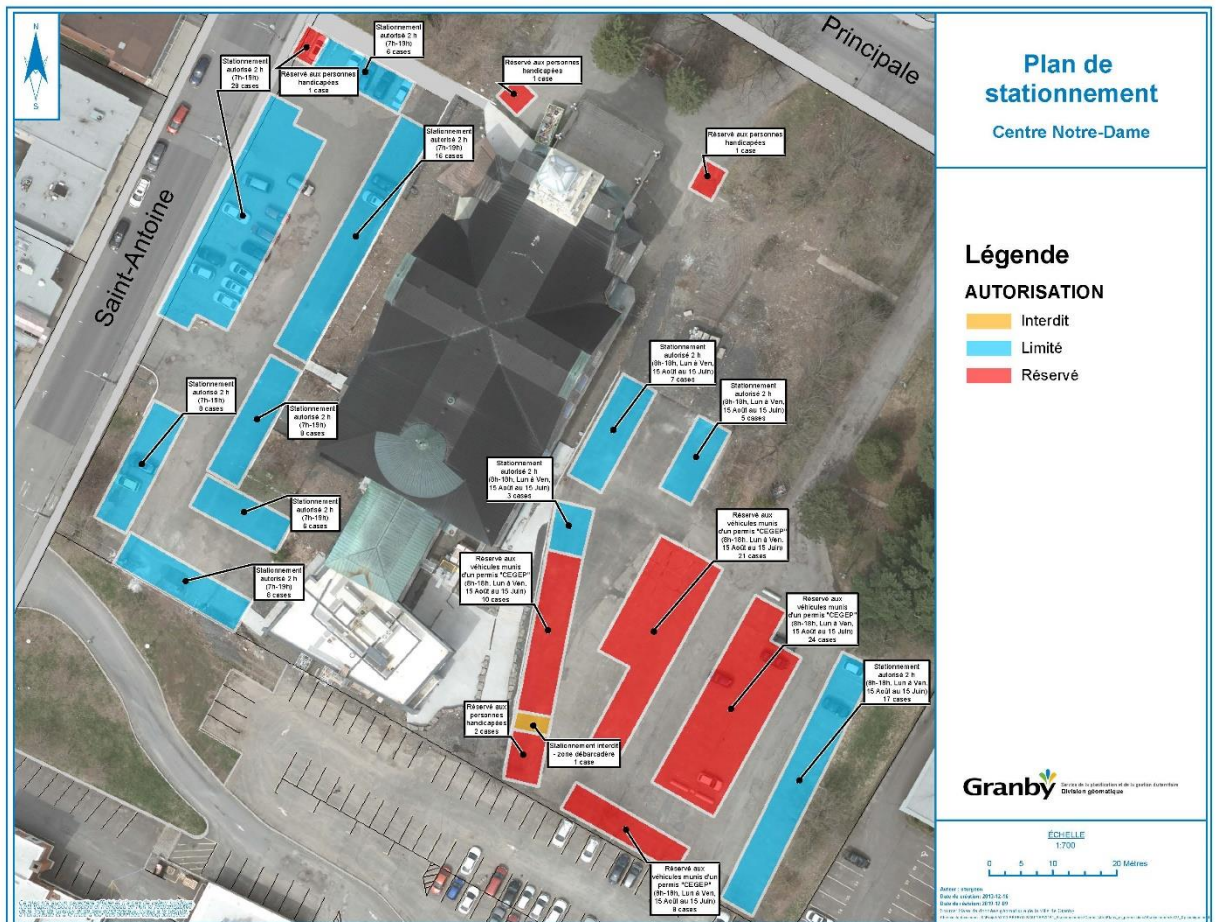 N
S
Saint-Antoine
Principale
Stationnement
autorisé 2 h
(7h-19h)
28 cases
Réservé aux personnes
handicapées
1 case
Stationnement
autorisé 2 h
(7h-19h)
6 cases
Réservé aux personnes
handicapées
1 case
Stationnement
autorisé 2 h
(7h-19h)
16 cases
Réservé aux personnes
handicapées
1 case
Stationnement
autorisé 2 h
(7h-19h)
8 cases
Stationnement
autorisé 2 h
(7h-19h)
cases
Stationnement
autorisé 2 h
(7h-19h)
6 cases
Stationnement
autorisé 2 h
(7h-19h)
cases
Stationnement
autorisé 2 h
(8h-18h, Lun à Ven,
15 Août au 15 Juin)
7 cases
Stationnement
autorisé 2 h
(8h-18h, Lun à Ven,
15 Août au 15 Juin)
5 cases
Stationnement
autorisé 2 h
(8h-18h, Lun à Ven,
15 Août au 15 Juin)
3 cases
Réservé aux
véhicules munis
d'un permis "CEGEP"
(8h-18h, Lun à Ven,
15 Août au 15 Juin)
10 cases
Réservé aux
véhicules munis
d'un permis "CEGEP"
(8h-18h, Lun à Ven,
15 Août au 15 Juin)
21 cases
Réservé aux
véhicules munis
d'un permis "CEGEP"
(8h-18h, Lun à Ven,
15 Août au 15 Juin)
24 cases
Stationnement
autorisé 2 h
(8h-18h, Lun à Ven,
15 Août au 15 Juin)
17 cases
Réservé aux
personnes
handicapées
2 cases
Stationnement interdit
- zone débarcadère
1 case
Réservé aux
véhicules munis
d'un permis "CEGEP"
(8h-18h, Lun à Ven,
15 Août au 15 Juin)
cases
Plan de
stationnement
Centre Notre-Dame
Légende
AUTORISATION
Interdit
Limité
Réservé
Granby
Service de la planification et de la gestion du territoire
Division géomatique
ÉCHELLE
1:700
0 5 10 20 Mètres